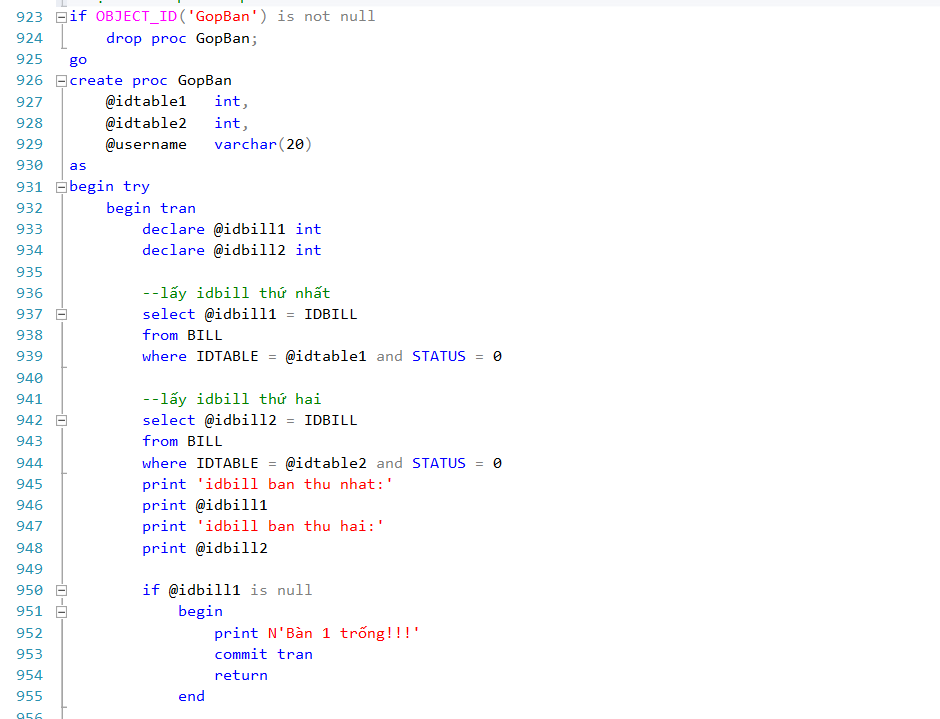 923 if OBJECT_ID('GopBan') is not null
924 drop proc GopBan;
925 go
926 create proc GopBan
927 @idtable1 int,
928 @idtable2 int,
929 @username varchar(20)
930 as
931 begin try
932 begin tran
933 declare @idbill1 int
934 declare @idbill2 int
935
936 --lấy idbill thứ nhất
937 select @idbill1 = IDBILL
938 from BILL
939 where IDTABLE = @idtable1 and STATUS = 0
940
941 --lấy idbill thứ hai
942 select @idbill2 = IDBILL
943 from BILL
944 where IDTABLE = @idtable2 and STATUS = 0
945 print 'idbill ban thu nhat:'
946 print @idbill1
947 print 'idbill ban thu hai:'
948 print @idbill2
949
950 if @idbill1 is null
951 begin
952 print N'Bàn 1 trống!!!'
953 commit tran
954 return
955 end
956